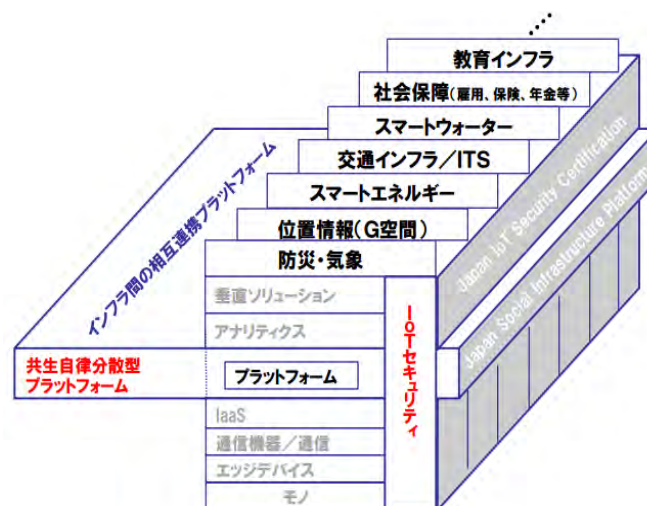 教育インフラ
社会保障(雇用、保険、年金等)
スマートウォーター
交通インフラ／ITS
スマートエネルギー
位置情報(G空間)
防災・気象
インフラ間の相互連携プラットフォーム
Japan IoT Security Certification
Japan Social Infrastructure Platform
垂直ソリューション
アナリティクス
共生自律分散型
プラットフォーム
プラットフォーム
IOTセキュリティ
IaaS
通信機器／通信
エッジデバイス
モノ